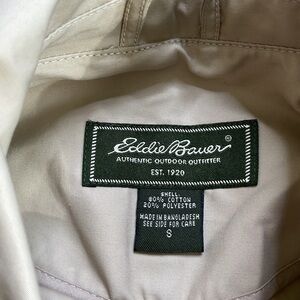 Eddie Bauer®
AUTHENTIC OUTDOOR OUTFITTER
EST. 1920
SHELL:
80% COTTON
20% POLYESTER
MADE IN BANGLADESH
SEE SIDE FOR CARE
S